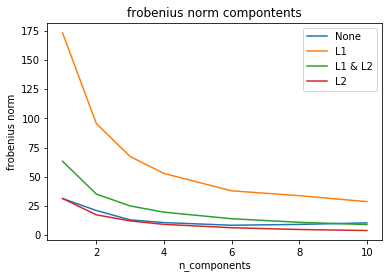 frobenius norm compontents
175
150
125
100
75
50
25
0
frobenius norm
2
4
6
8
10
n_components
None
L1
L1 & L2
L2